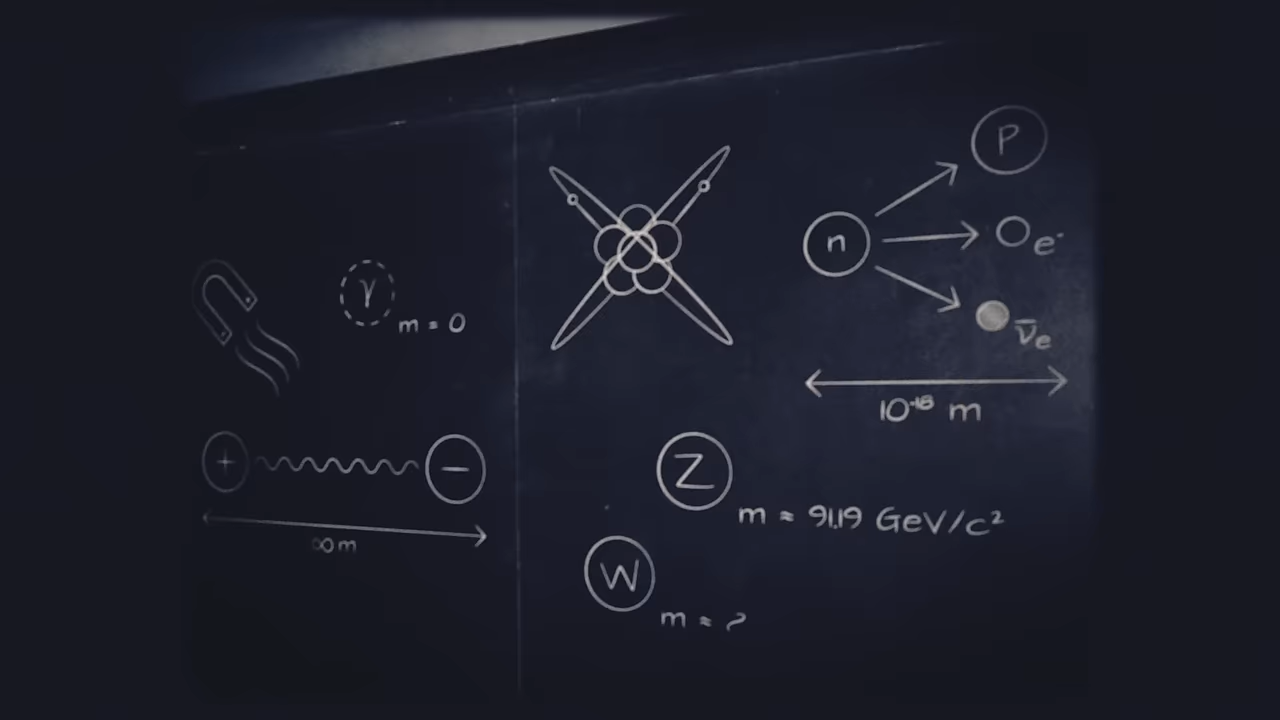 γ
m = 0
+
−
∞ m
n
P
e⁻
ν̄e
10⁻¹⁸ m
Z
m ≈ 91.19 GeV/c²
W
m ≈ ?